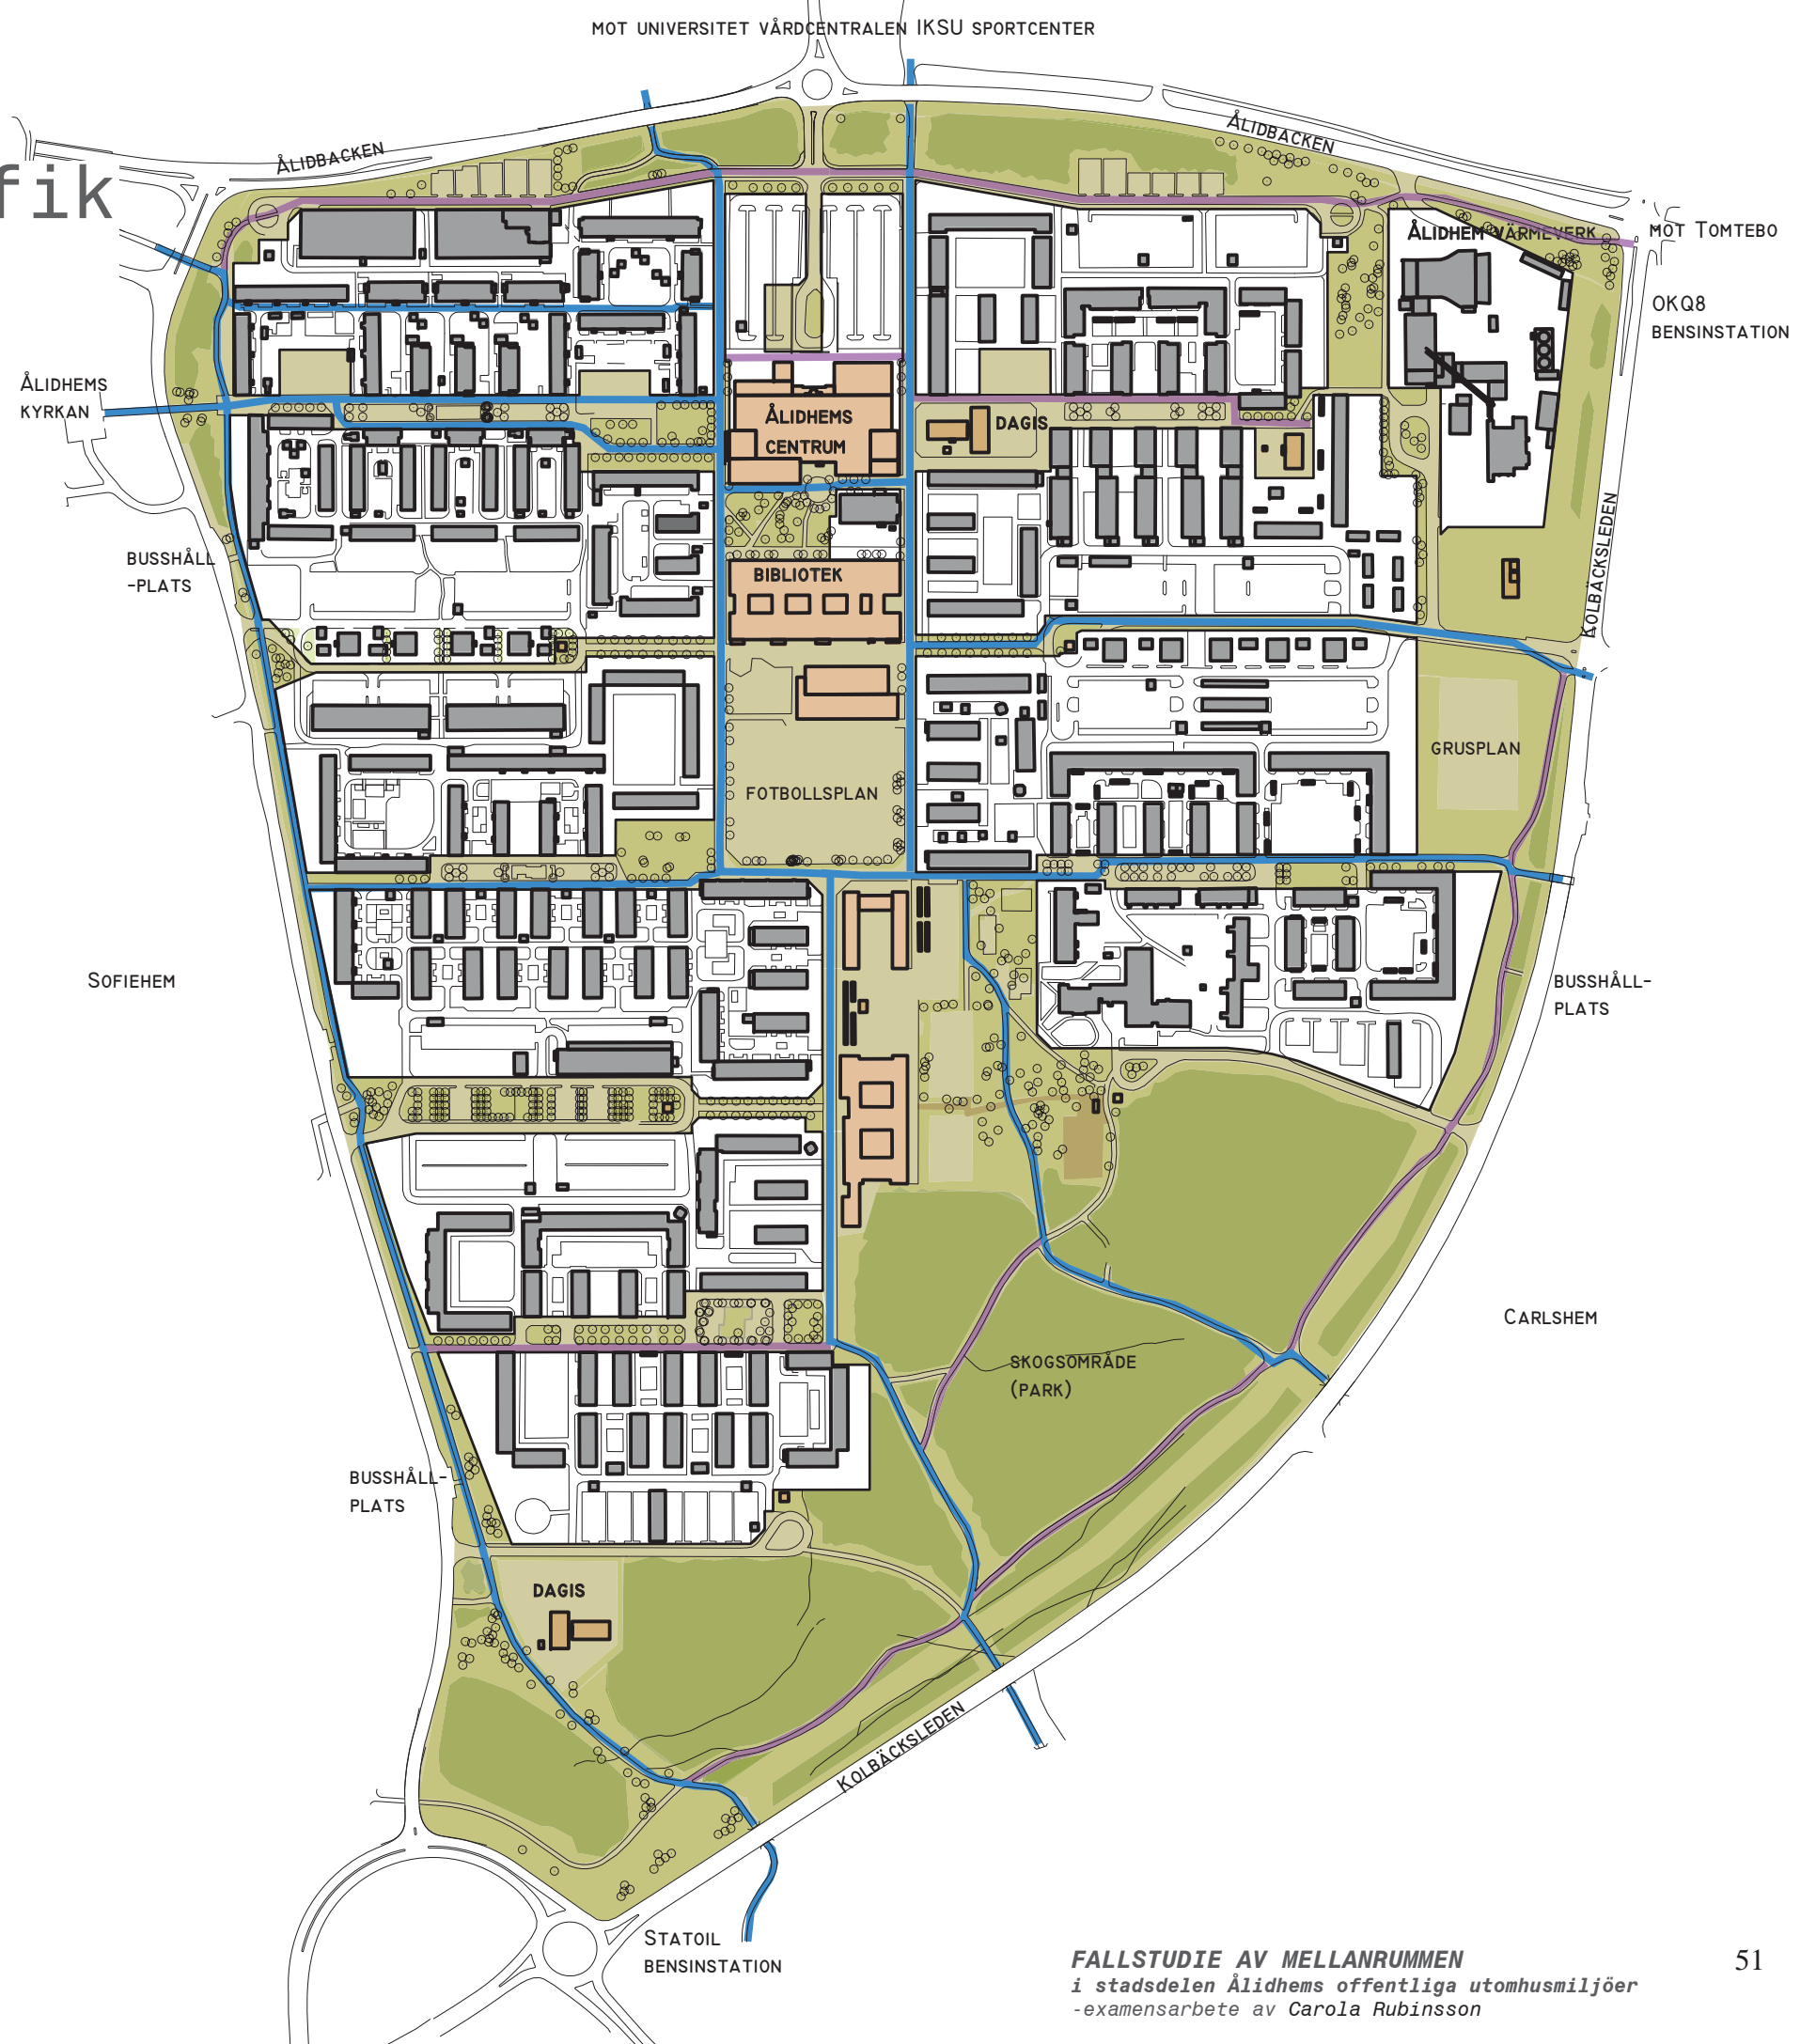 MOT UNIVERSITET VÅRDCENTRALEN IKSU SPORTCENTER
ÅLIDBACKEN
ÅLIDBACKEN
fik
ÅLIDHEM VÄRMEVERK
MOT TOMTEBO
OKQ8
BENSINSTATION
ÅLIDHEMS
KYRKAN
ÅLIDHEMS
CENTRUM
DAGIS
BUSSHÅLL
-PLATS
BIBLIOTEK
KOLBÄCKSLEDEN
GRUSPLAN
FOTBOLLSPLAN
SOFIEHEM
BUSSHÅLL-
PLATS
CARLSHEM
SKOGSOMRÅDE
(PARK)
BUSSHÅLL-
PLATS
DAGIS
KOLBÄCKSLEDEN
STATOIL
BENSINSTATION
FALLSTUDIE AV MELLANRUMMEN
i stadsdelen Ålidhems offentliga utomhusmiljöer
-examensarbete av Carola Rubinsson
51